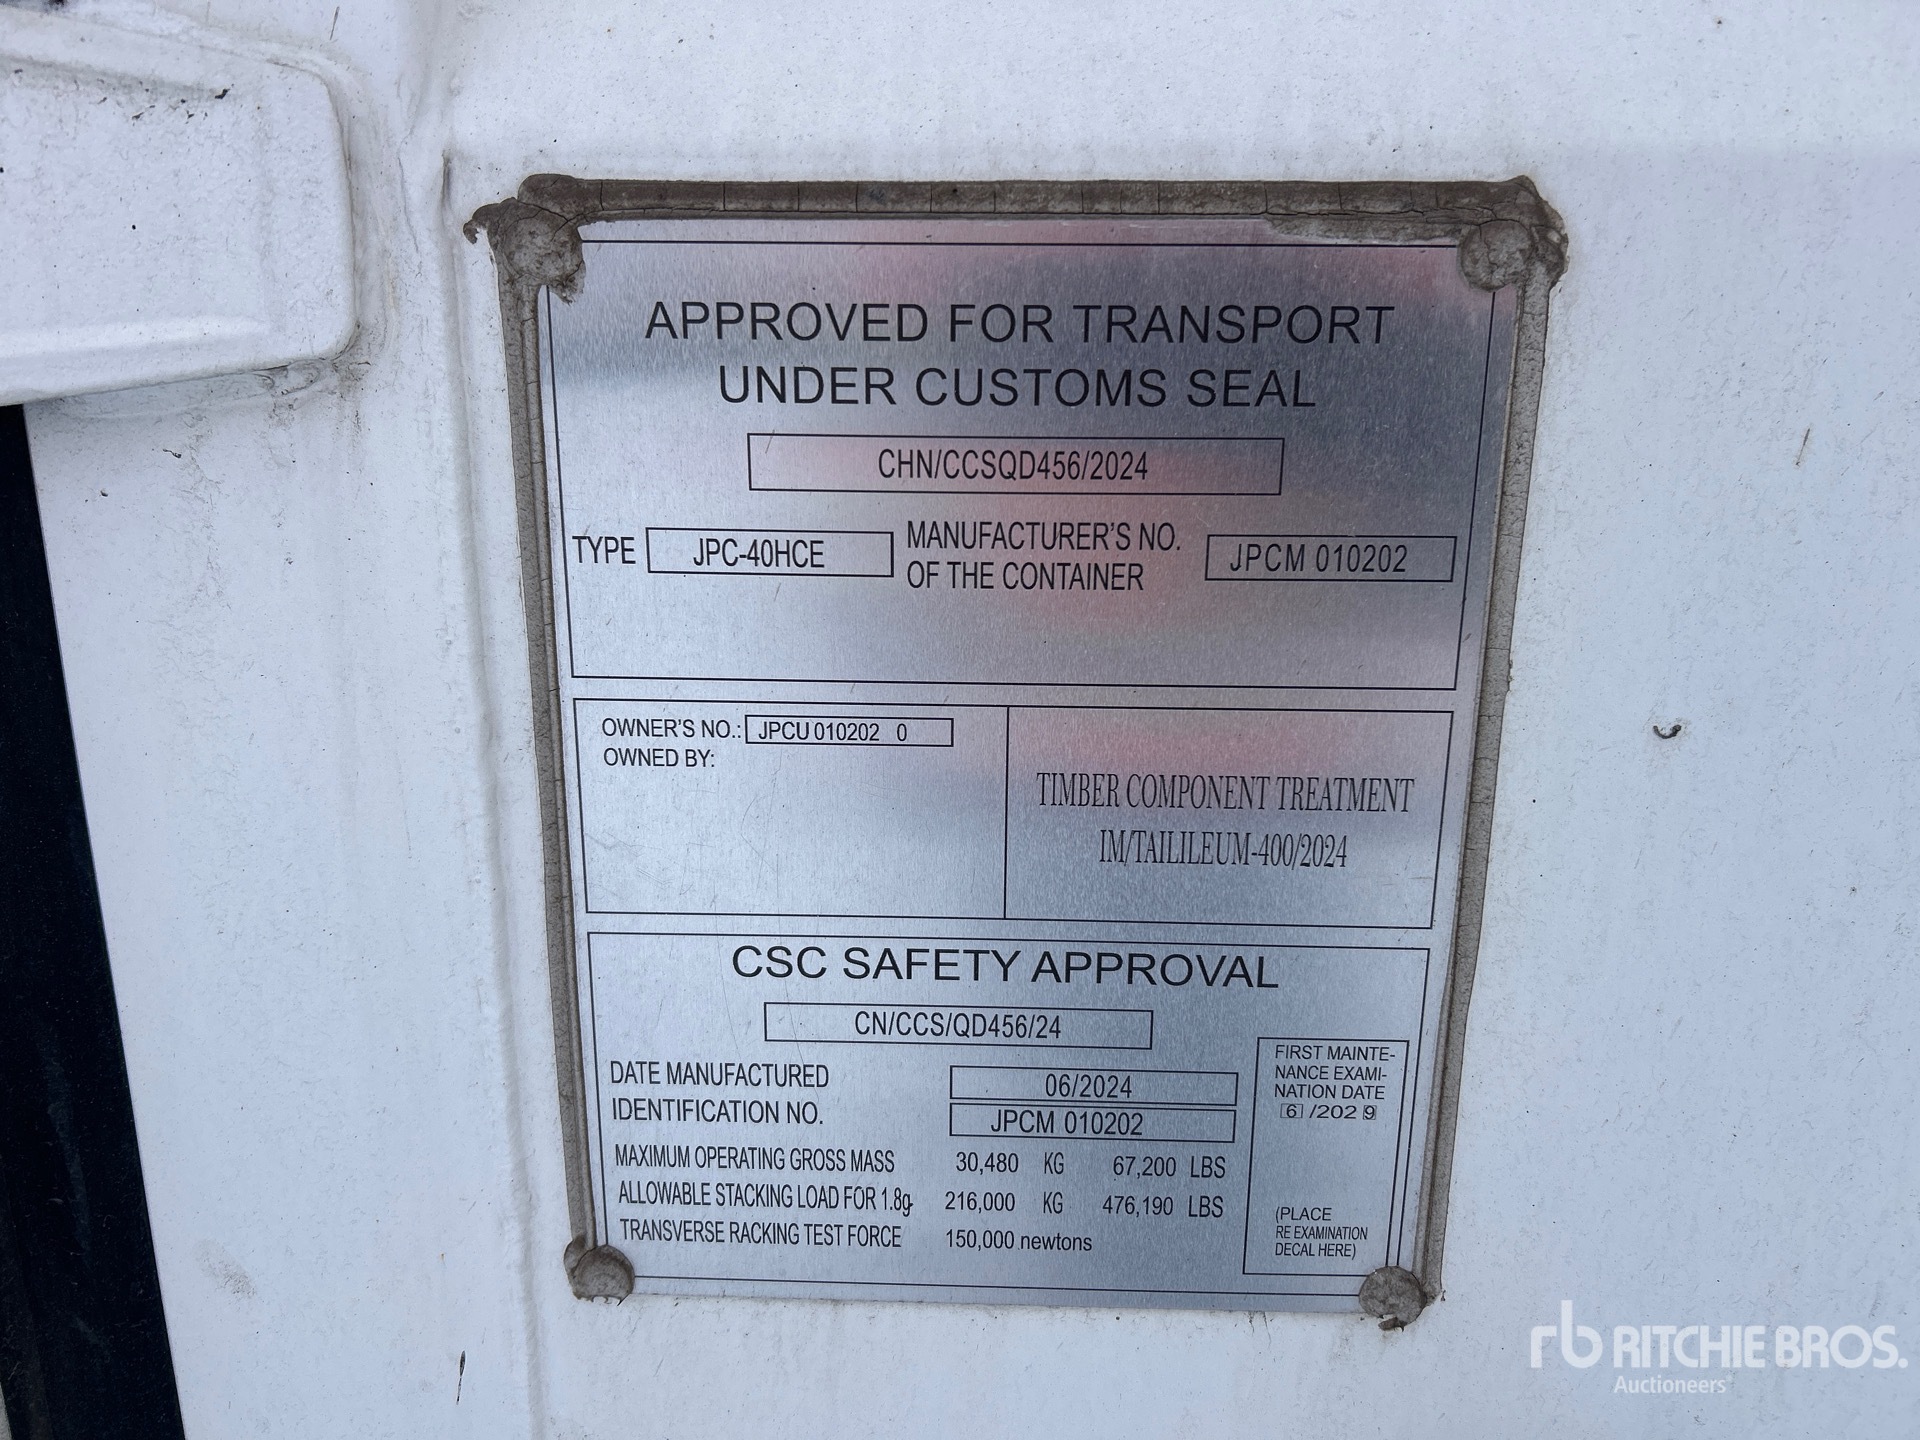 APPROVED FOR TRANSPORT
UNDER CUSTOMS SEAL
CHN/CCSQD456/2024
TYPE JPC-40HCE MANUFACTURER'S NO. OF THE CONTAINER JPCM 010202
OWNER'S NO.: JPCU 010202 0
OWNED BY:
TIMBER COMPONENT TREATMENT
IM/TAILILEUM-400/2024
CSC SAFETY APPROVAL
CN/CCS/QD456/24
DATE MANUFACTURED 06/2024
IDENTIFICATION NO. JPCM 010202
MAXIMUM OPERATING GROSS MASS 30,480 KG 67,200 LBS
ALLOWABLE STACKING LOAD FOR 1.8g 216,000 KG 476,190 LBS
TRANSVERSE RACKING TEST FORCE 150,000 newtons
FIRST MAINTE-
NANCE EXAMI-
NATION DATE
6 /202 9
(PLACE
RE EXAMINATION
DECAL HERE)
rb RITCHIE BROS.
Auctioneers